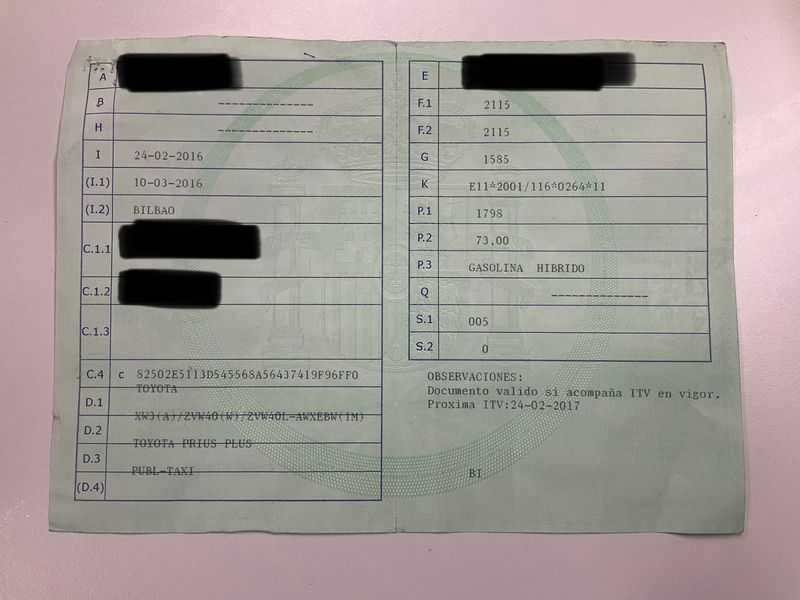 A
B --------------
H --------------
I 24-02-2016
(I.1) 10-03-2016
(I.2) BILBAO
C.1.1
C.1.2
C.1.3
C.4 c 82502E5113D545568A56437419F96FF0
TOYOTA
D.1
XW3(A)/ZVW40(W)/ZVW40L-AWXEBW(1M)
D.2
TOYOTA PRIUS PLUS
D.3
PUBL-TAXI
(D.4)
E
F.1 2115
F.2 2115
G 1585
K E11*2001/116*0264*11
P.1 1798
P.2 73,00
P.3 GASOLINA HIBRIDO
Q --------------
S.1 005
S.2 0
OBSERVACIONES:
Documento valido si acompaña ITV en vigor.
Proxima ITV:24-02-2017
BI